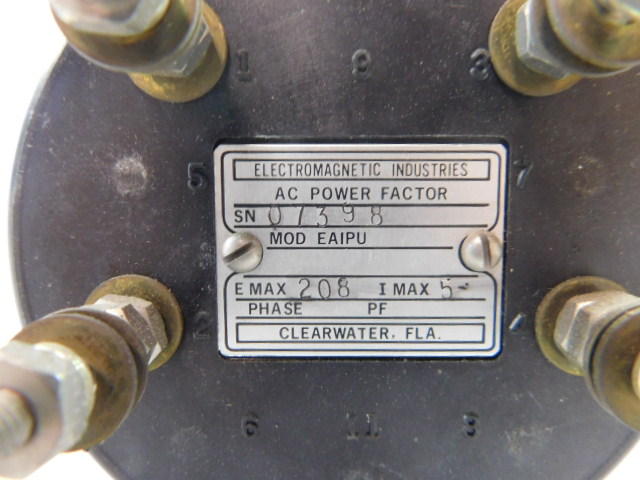 1 9 3
5 7
ELECTROMAGNETIC INDUSTRIES
AC POWER FACTOR
SN 07398
MOD EAIPU
E MAX 208 I MAX 5-
PHASE PF
CLEARWATER, FLA.
2 4
6 11 8